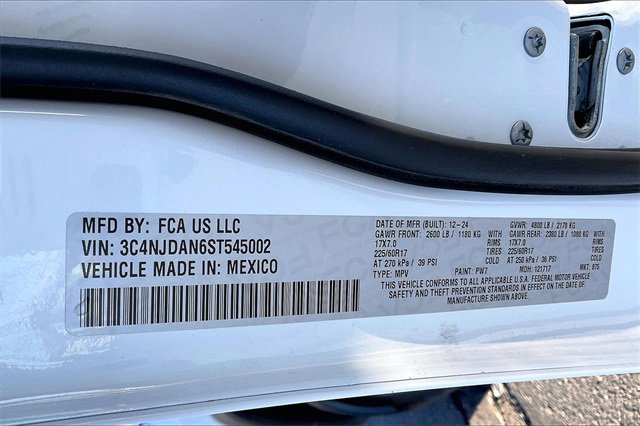 MFD BY: FCA US LLC
VIN: 3C4NJDAN6ST545002
VEHICLE MADE IN: MEXICO
DATE OF MFR (BUILT): 12-24 GVWR: 4800 LB / 2178 KG
GAWR FRONT: 2600 LB / 1180 KG GAWR REAR: 2380 LB / 1080 KG
17X7.0 RIMS 17X7.0 RIMS
225/60R17 TIRES 225/60R17 TIRES
AT 270 kPa / 39 PSI COLD AT 250 kPa / 36 PSI COLD
TYPE: MPV PAINT: PW7 MDH: 121717 MKT: 875
THIS VEHICLE CONFORMS TO ALL APPLICABLE U.S.A. FEDERAL MOTOR VEHICLE
SAFETY AND THEFT PREVENTION STANDARDS IN EFFECT ON THE DATE OF
MANUFACTURE SHOWN ABOVE.